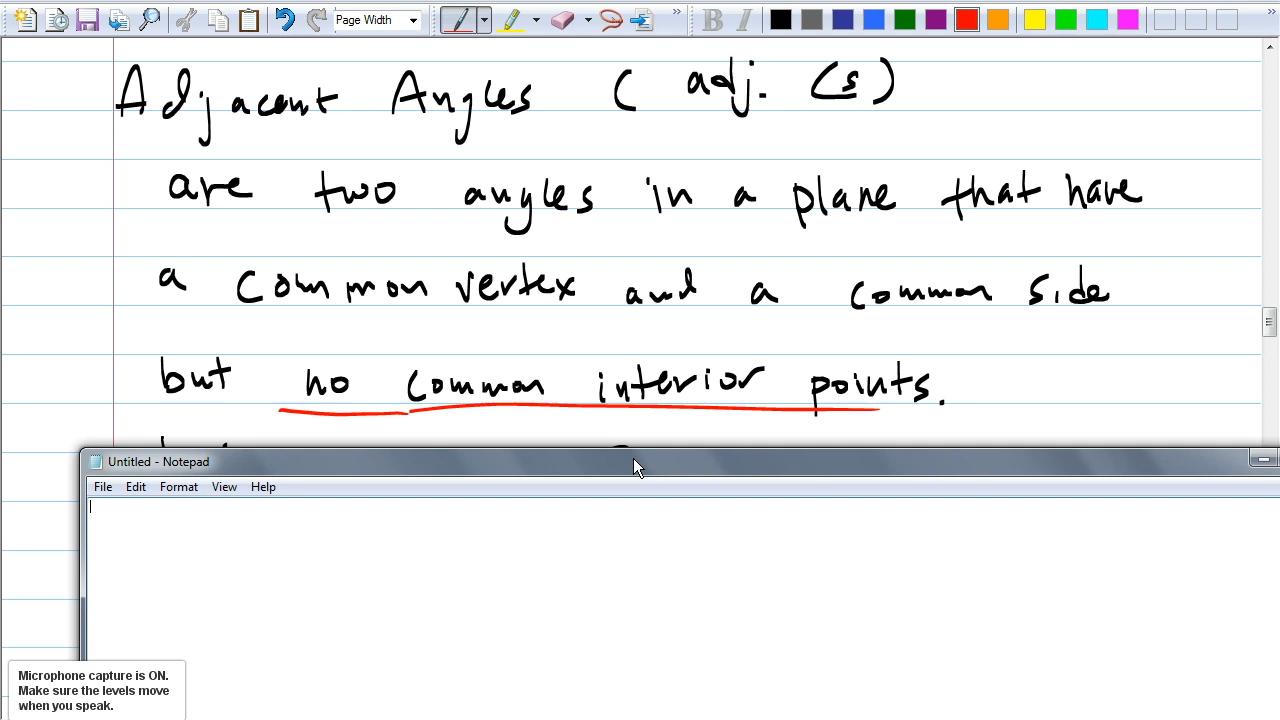 Page Width
B I
Adjacent Angles ( adj. (s)
are two angles in a plane that have
a common vertex and a common side
but no common interior points.
Untitled - Notepad
File Edit Format View Help
Microphone capture is ON.
Make sure the levels move
when you speak.